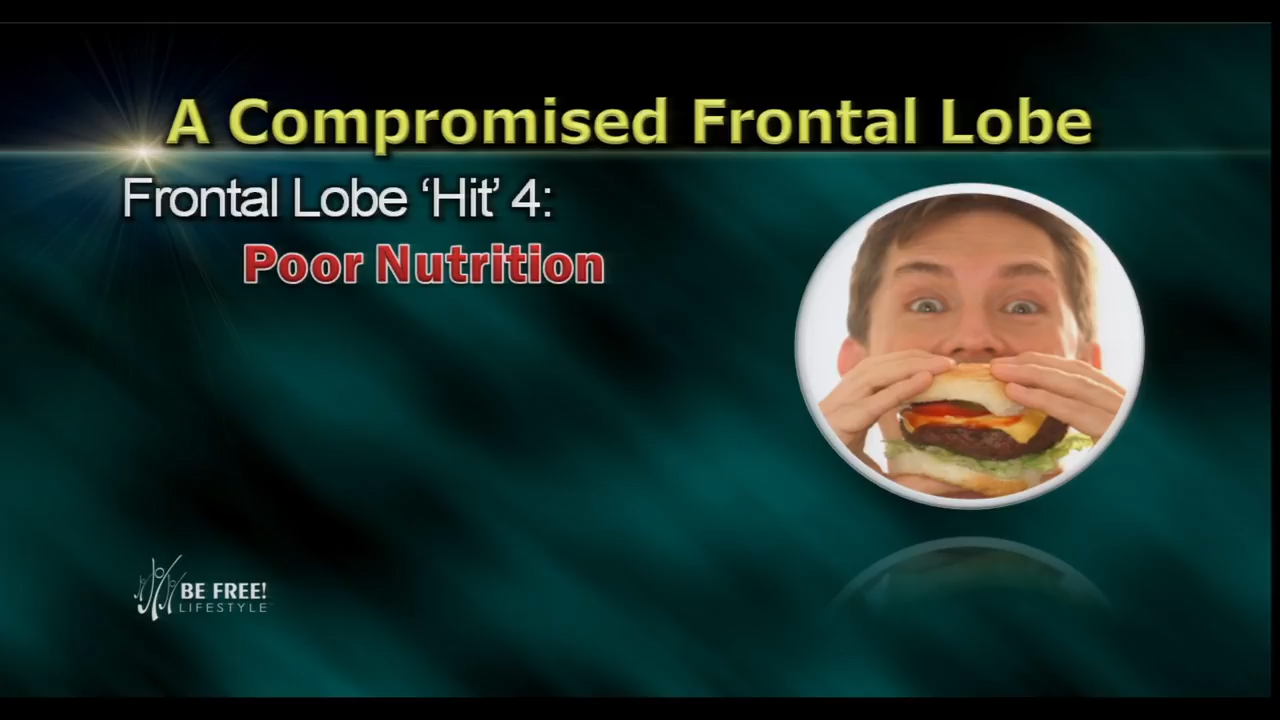 A Compromised Frontal Lobe
Frontal Lobe ‘Hit’ 4:
Poor Nutrition
BE FREE!
LIFESTYLE